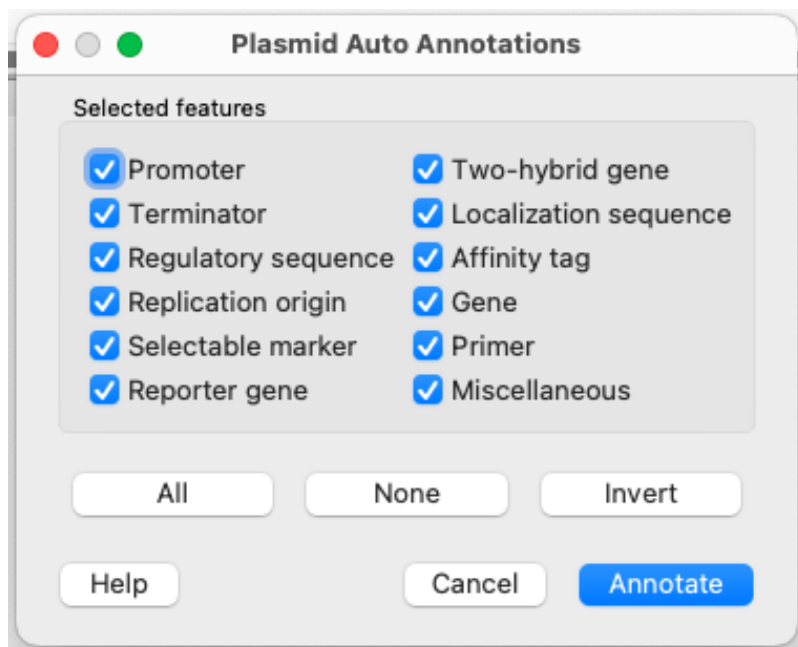 Plasmid Auto Annotations
Selected features
Promoter
Two-hybrid gene
Terminator
Localization sequence
Regulatory sequence
Affinity tag
Replication origin
Gene
Selectable marker
Primer
Reporter gene
Miscellaneous
All
None
Invert
Help
Cancel
Annotate